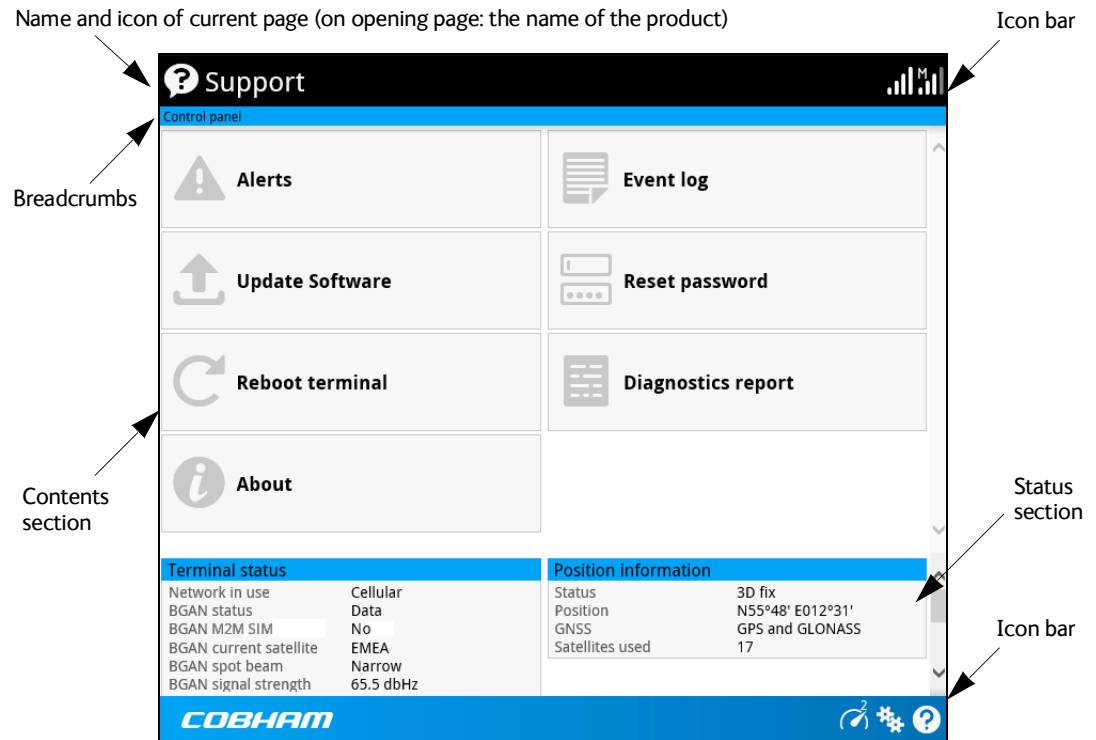 Name and icon of current page (on opening page: the name of the product)
Icon bar
Support
M
Control panel
Breadcrumbs
Alerts
Event log
Update Software
Reset password
Reboot terminal
Diagnostics report
About
Contents
section
Status
section
Terminal status
Network in use Cellular
BGAN status Data
BGAN M2M SIM No
BGAN current satellite EMEA
BGAN spot beam Narrow
BGAN signal strength 65.5 dbHz
Position information
Status 3D fix
Position N55°48' E012°31'
GNSS GPS and GLONASS
Satellites used 17
Icon bar
COBHAM
2